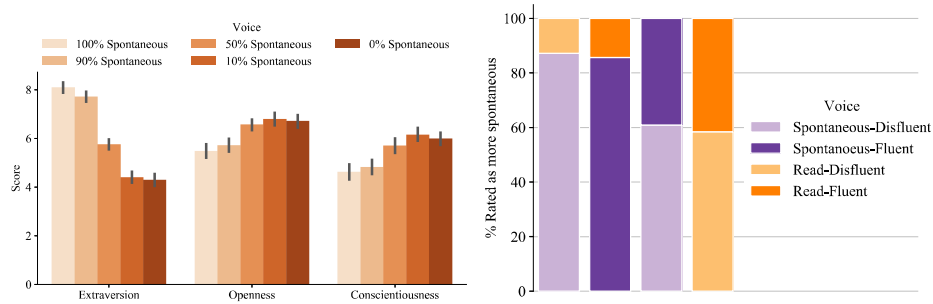 Voice
100% Spontaneous 50% Spontaneous 0% Spontaneous
90% Spontaneous 10% Spontaneous
8
6
4
2
0
Score
Extraversion Openness Conscientiousness
100
80
60
40
20
0
% Rated as more spontaneous
Voice
Spontaneous-Disfluent
Spontanoeus-Fluent
Read-Disfluent
Read-Fluent